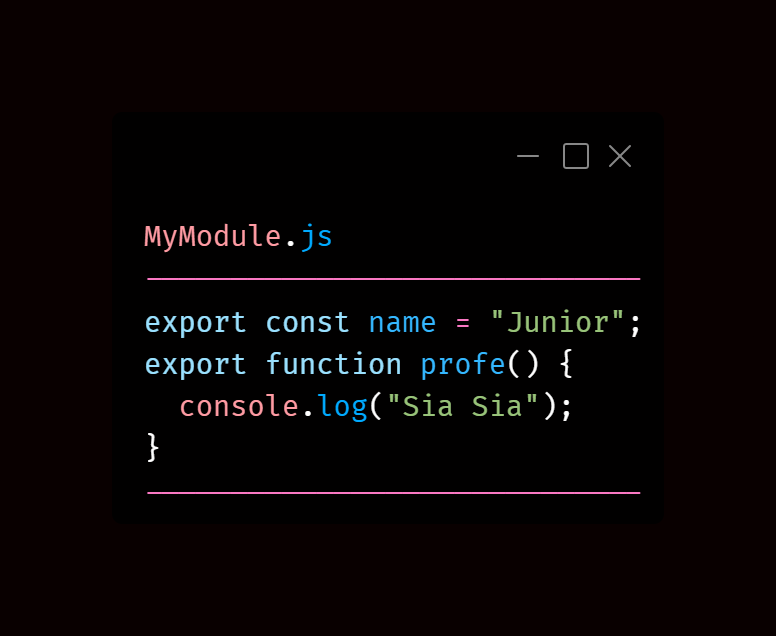 MyModule.js
export const name = "Junior";
export function profe() {
  console.log("Sia Sia");
}